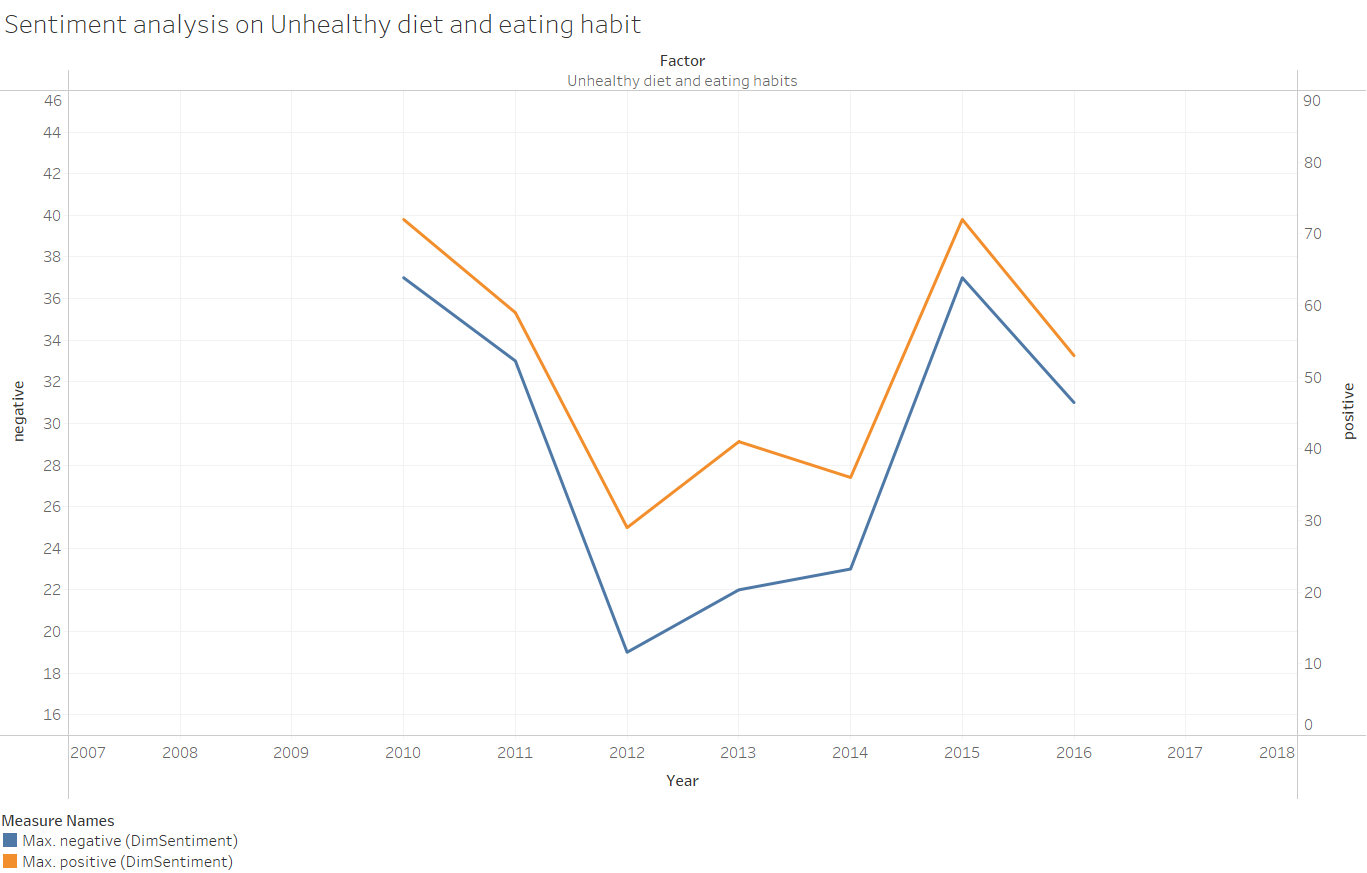 Sentiment analysis on Unhealthy diet and eating habit
Factor
Unhealthy diet and eating habits
46
44
42
40
38
36
34
32
30
28
26
24
22
20
18
16
negative
90
80
70
60
50
40
30
20
10
0
positive
2007 2008 2009 2010 2011 2012 2013 2014 2015 2016 2017 2018
Year
Measure Names
Max. negative (DimSentiment)
Max. positive (DimSentiment)